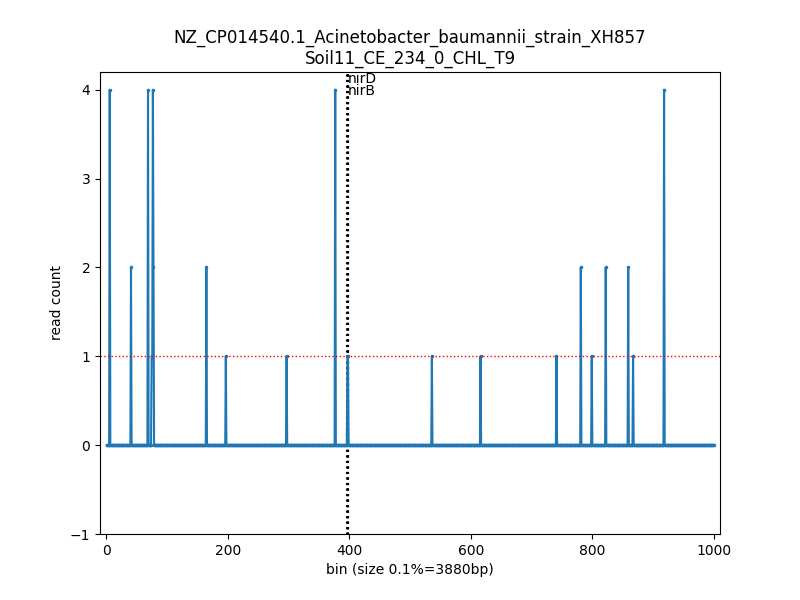 NZ_CP014540.1_Acinetobacter_baumannii_strain_XH857
Soil11_CE_234_0_CHL_T9
nirD
nirB
4
3
2
1
0
−1
read count
0 200 400 600 800 1000
bin (size 0.1%=3880bp)